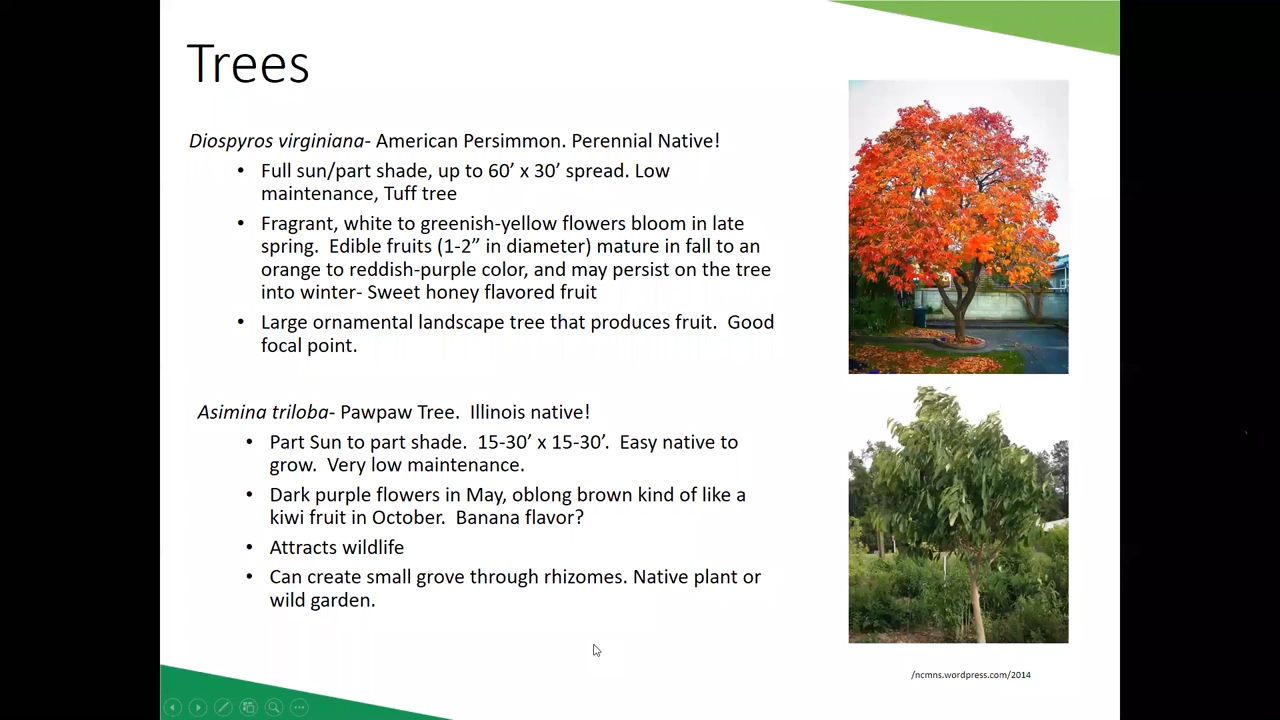 Trees
Diospyros virginiana- American Persimmon. Perennial Native!
• Full sun/part shade, up to 60’ x 30’ spread. Low
maintenance, Tuff tree
• Fragrant, white to greenish-yellow flowers bloom in late
spring.  Edible fruits (1-2” in diameter) mature in fall to an
orange to reddish-purple color, and may persist on the tree
into winter- Sweet honey flavored fruit
• Large ornamental landscape tree that produces fruit.  Good
focal point.
Asimina triloba- Pawpaw Tree.  Illinois native!
• Part Sun to part shade.  15-30’ x 15-30’.  Easy native to
grow.  Very low maintenance.
• Dark purple flowers in May, oblong brown kind of like a
kiwi fruit in October.  Banana flavor?
• Attracts wildlife
• Can create small grove through rhizomes. Native plant or
wild garden.
/ncmns.wordpress.com/2014